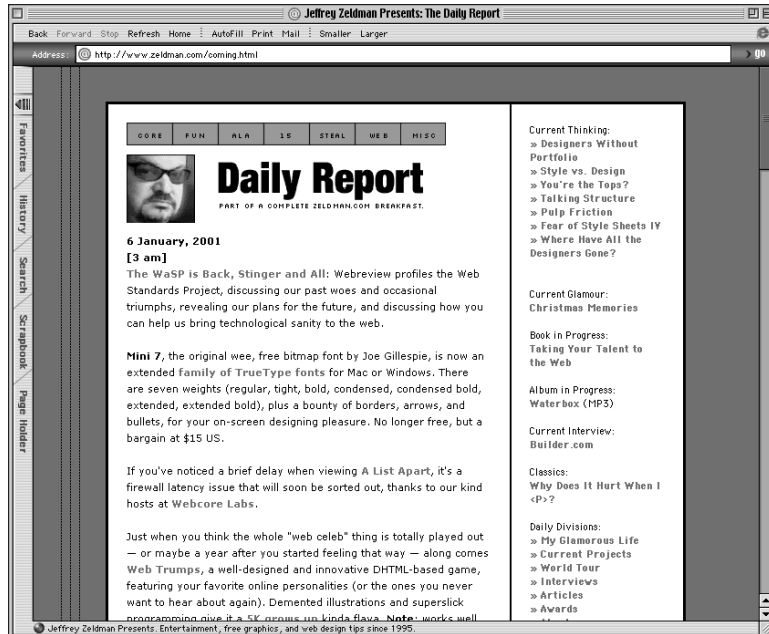 Jeffrey Zeldman Presents: The Daily Report
Back Forward Stop Refresh Home AutoFill Print Mail Smaller Larger
Address: http://www.zeldman.com/coming.html go
Favorites
History
Search
Scrapbook
Page Holder
CORE FUN ALA 15 STEAL WEB MISC
Daily Report
PART OF A COMPLETE ZELDMAN.COM BREAKFAST.
6 January, 2001
[3 am]
The WaSP is Back, Stinger and All: Webreview profiles the Web
Standards Project, discussing our past woes and occasional
triumphs, revealing our plans for the future, and discussing how you
can help us bring technological sanity to the web.
Mini 7, the original wee, free bitmap font by Joe Gillespie, is now an
extended family of TrueType fonts for Mac or Windows. There
are seven weights (regular, tight, bold, condensed, condensed bold,
extended, extended bold), plus a bounty of borders, arrows, and
bullets, for your on-screen designing pleasure. No longer free, but a
bargain at $15 US.
If you've noticed a brief delay when viewing A List Apart, it's a
firewall latency issue that will soon be sorted out, thanks to our kind
hosts at Webcore Labs.
Just when you think the whole "web celeb" thing is totally played out
— or maybe a year after you started feeling that way — along comes
Web Trumps, a well-designed and innovative DHTML-based game,
featuring your favorite online personalities (or the ones you never
want to hear about again). Demented illustrations and superslick
programming give it a 5K grows up kinda flava. Note: works well
Current Thinking:
» Designers Without
Portfolio
» Style vs. Design
» You're the Tops?
» Talking Structure
» Pulp Friction
» Fear of Style Sheets IV
» Where Have All the
Designers Gone?
Current Glamour:
Christmas Memories
Book in Progress:
Taking Your Talent to
the Web
Album in Progress:
Waterbox (MP3)
Current Interview:
Builder.com
Classics:
Why Does It Hurt When I
<P>?
Daily Divisions:
» My Glamorous Life
» Current Projects
» World Tour
» Interviews
» Articles
» Awards
Jeffrey Zeldman Presents. Entertainment, free graphics, and web design tips since 1995.